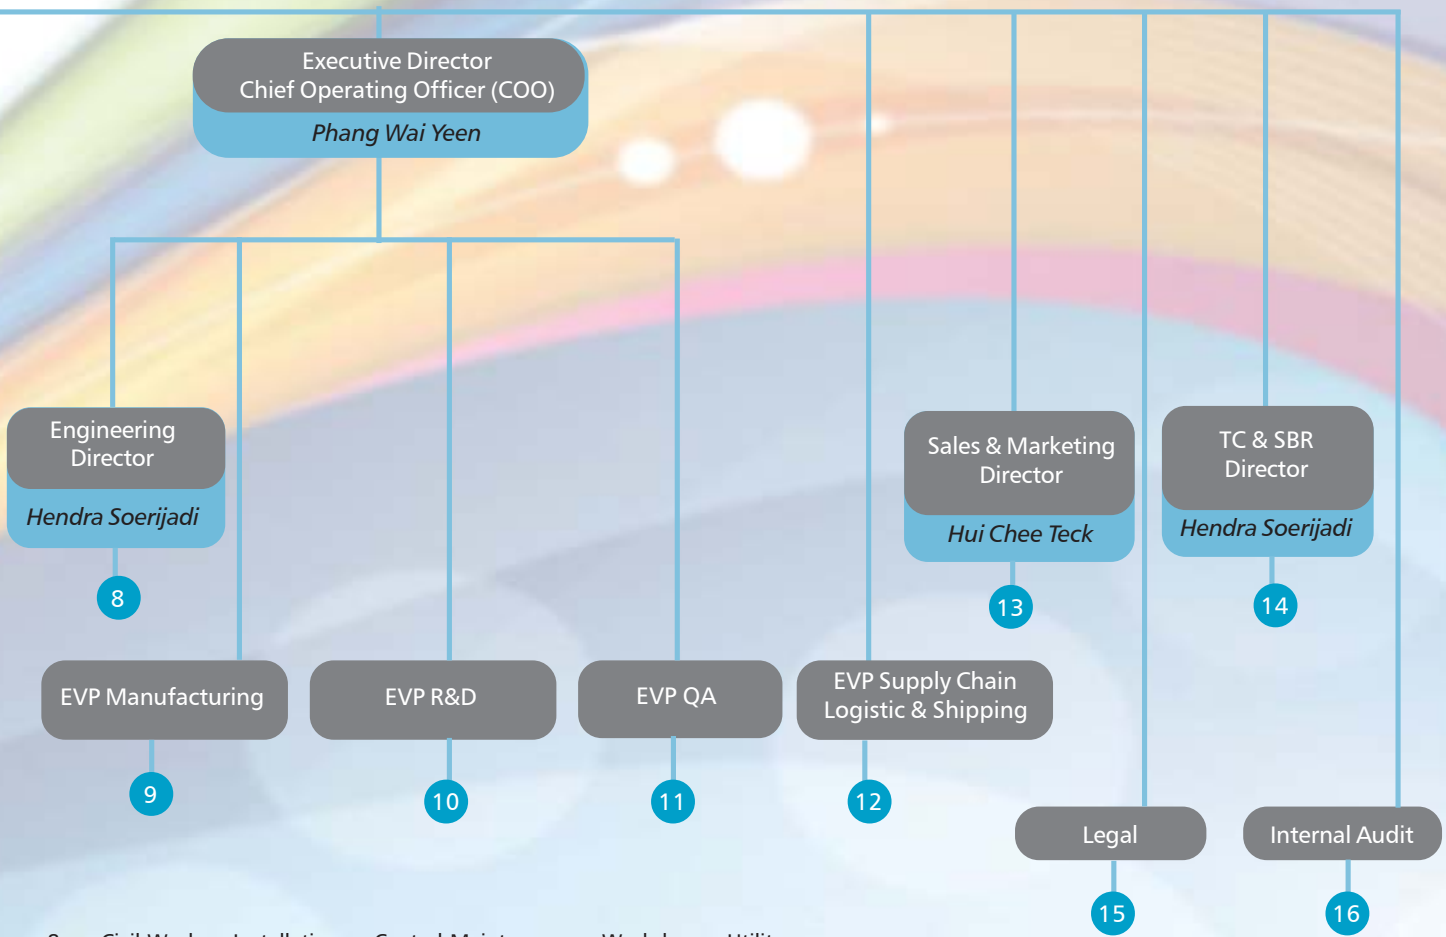 Executive Director
Chief Operating Officer (COO)
Phang Wai Yeen
Engineering
Director
Hendra Soerijadi
8
Sales & Marketing
Director
Hui Chee Teck
13
TC & SBR
Director
Hendra Soerijadi
14
EVP Manufacturing
9
EVP R&D
10
EVP QA
11
EVP Supply Chain
Logistic & Shipping
12
Legal
15
Internal Audit
16